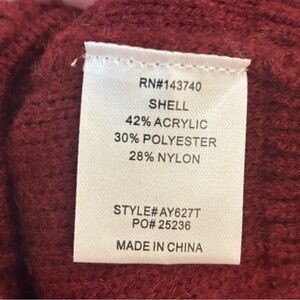 RN#143740
SHELL
42% ACRYLIC
30% POLYESTER
28% NYLON
STYLE# AY627T
PO# 25236
MADE IN CHINA